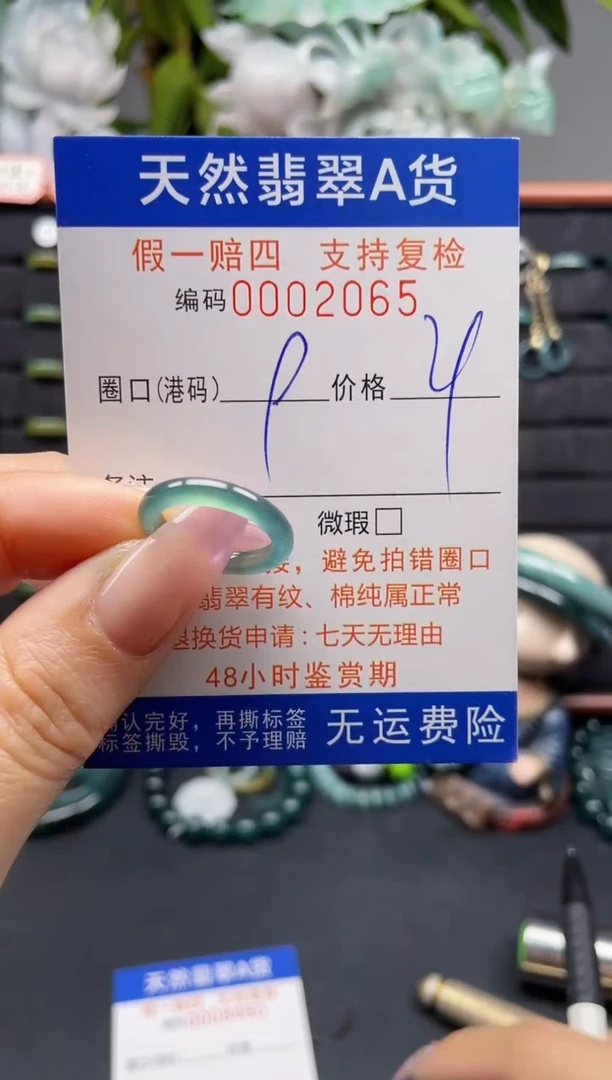 天然翡翠A货
假一赔四 支持复检
编码0002065
圈口(港码) 价格
备注
微瑕□
,避免拍错圈口
翡翠有纹、棉纯属正常
退换货申请:七天无理由
48小时鉴赏期
确认完好,再撕标签
标签撕毁,不予理赔
无运费险
天然翡翠A货